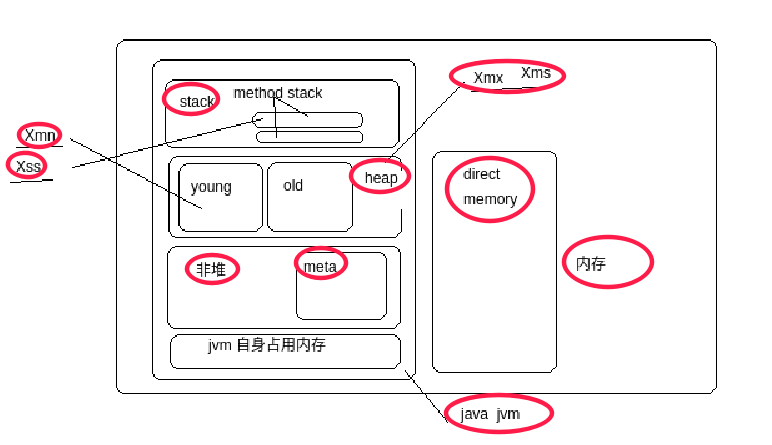 Xmx Xms
method stack
stack
Xmn
Xss
direct
memory
heap
young
old
非堆
meta
内存
jvm 自身占用内存
java jvm